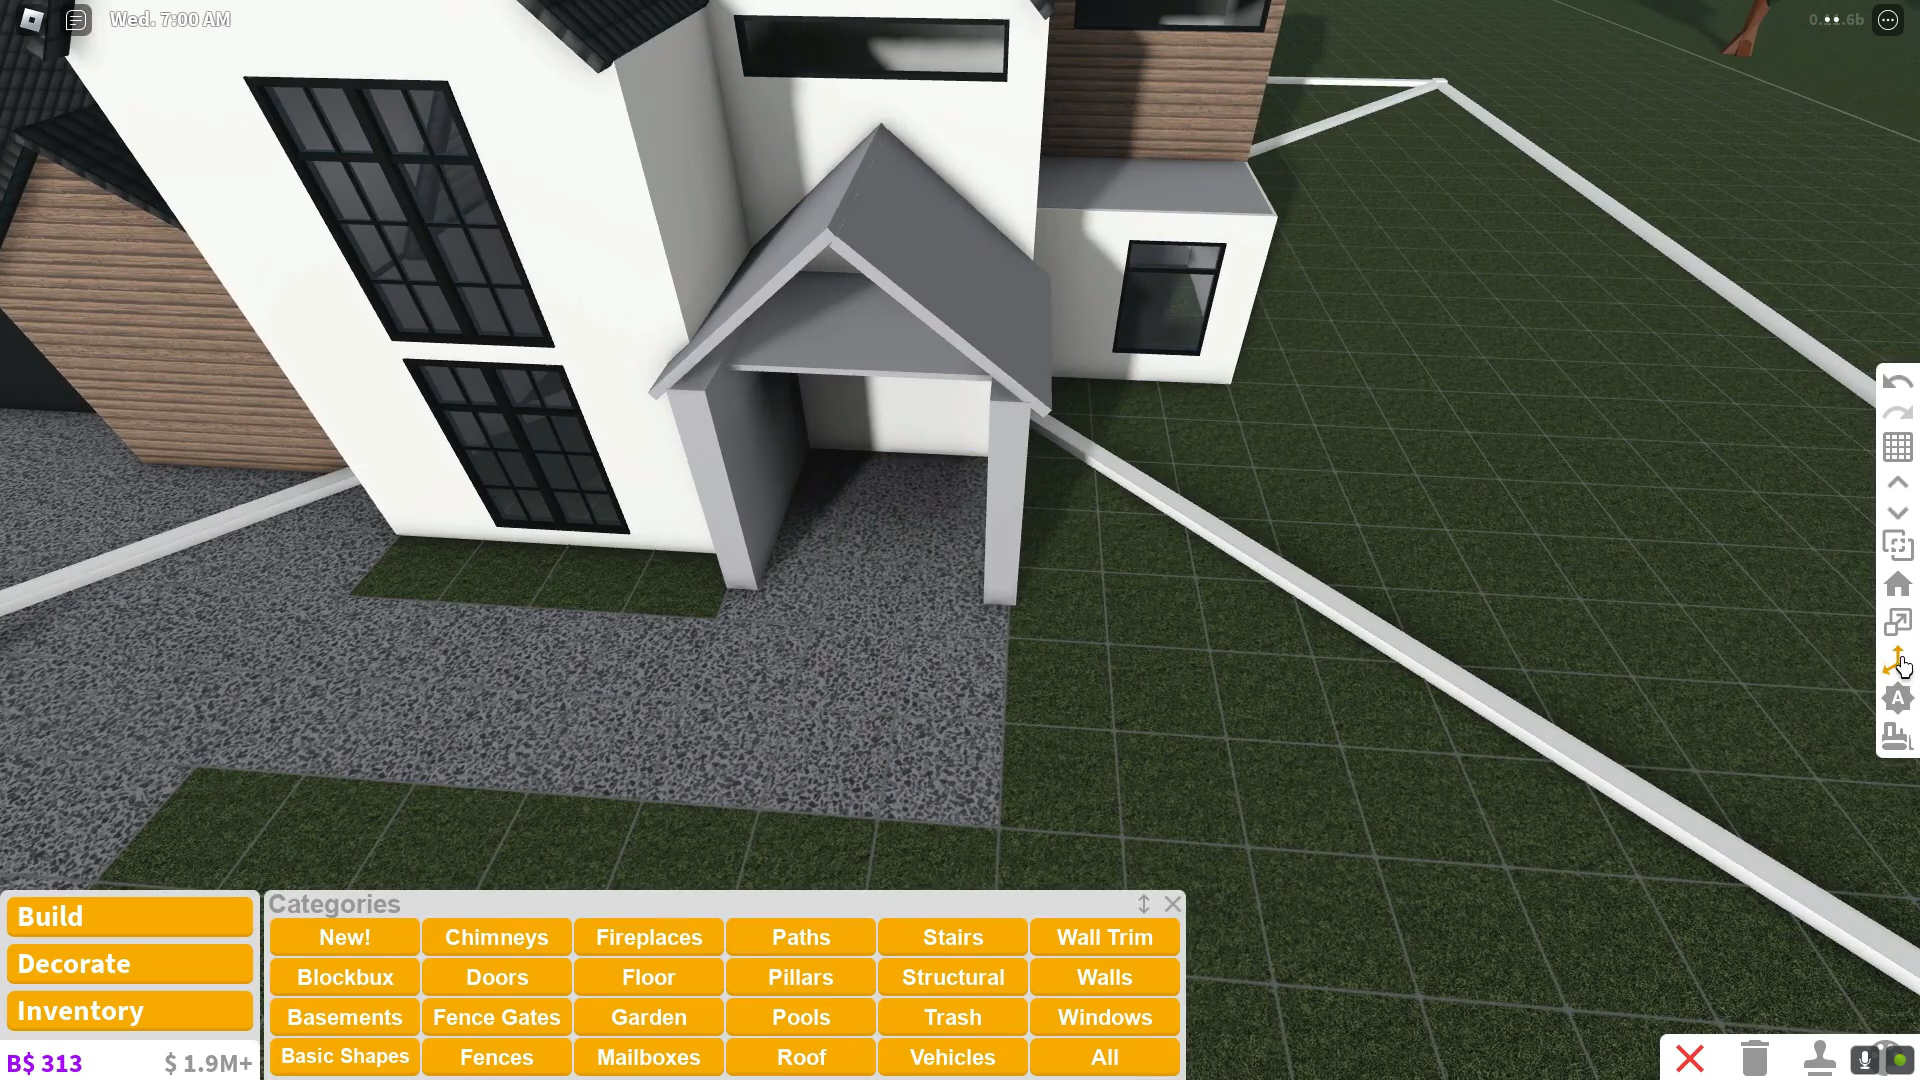 Wed. 7:00 AM
Build
Decorate
Inventory
B$ 313
$ 1.9M+
Categories
New!
Chimneys
Fireplaces
Paths
Stairs
Wall Trim
Blockbux
Doors
Floor
Pillars
Structural
Walls
Basements
Fence Gates
Garden
Pools
Trash
Windows
Basic Shapes
Fences
Mailboxes
Roof
Vehicles
All
A